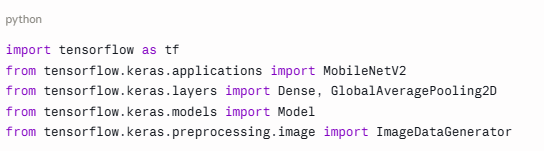 python
import tensorflow as tf
from tensorflow.keras.applications import MobileNetV2
from tensorflow.keras.layers import Dense, GlobalAveragePooling2D
from tensorflow.keras.models import Model
from tensorflow.keras.preprocessing.image import ImageDataGenerator